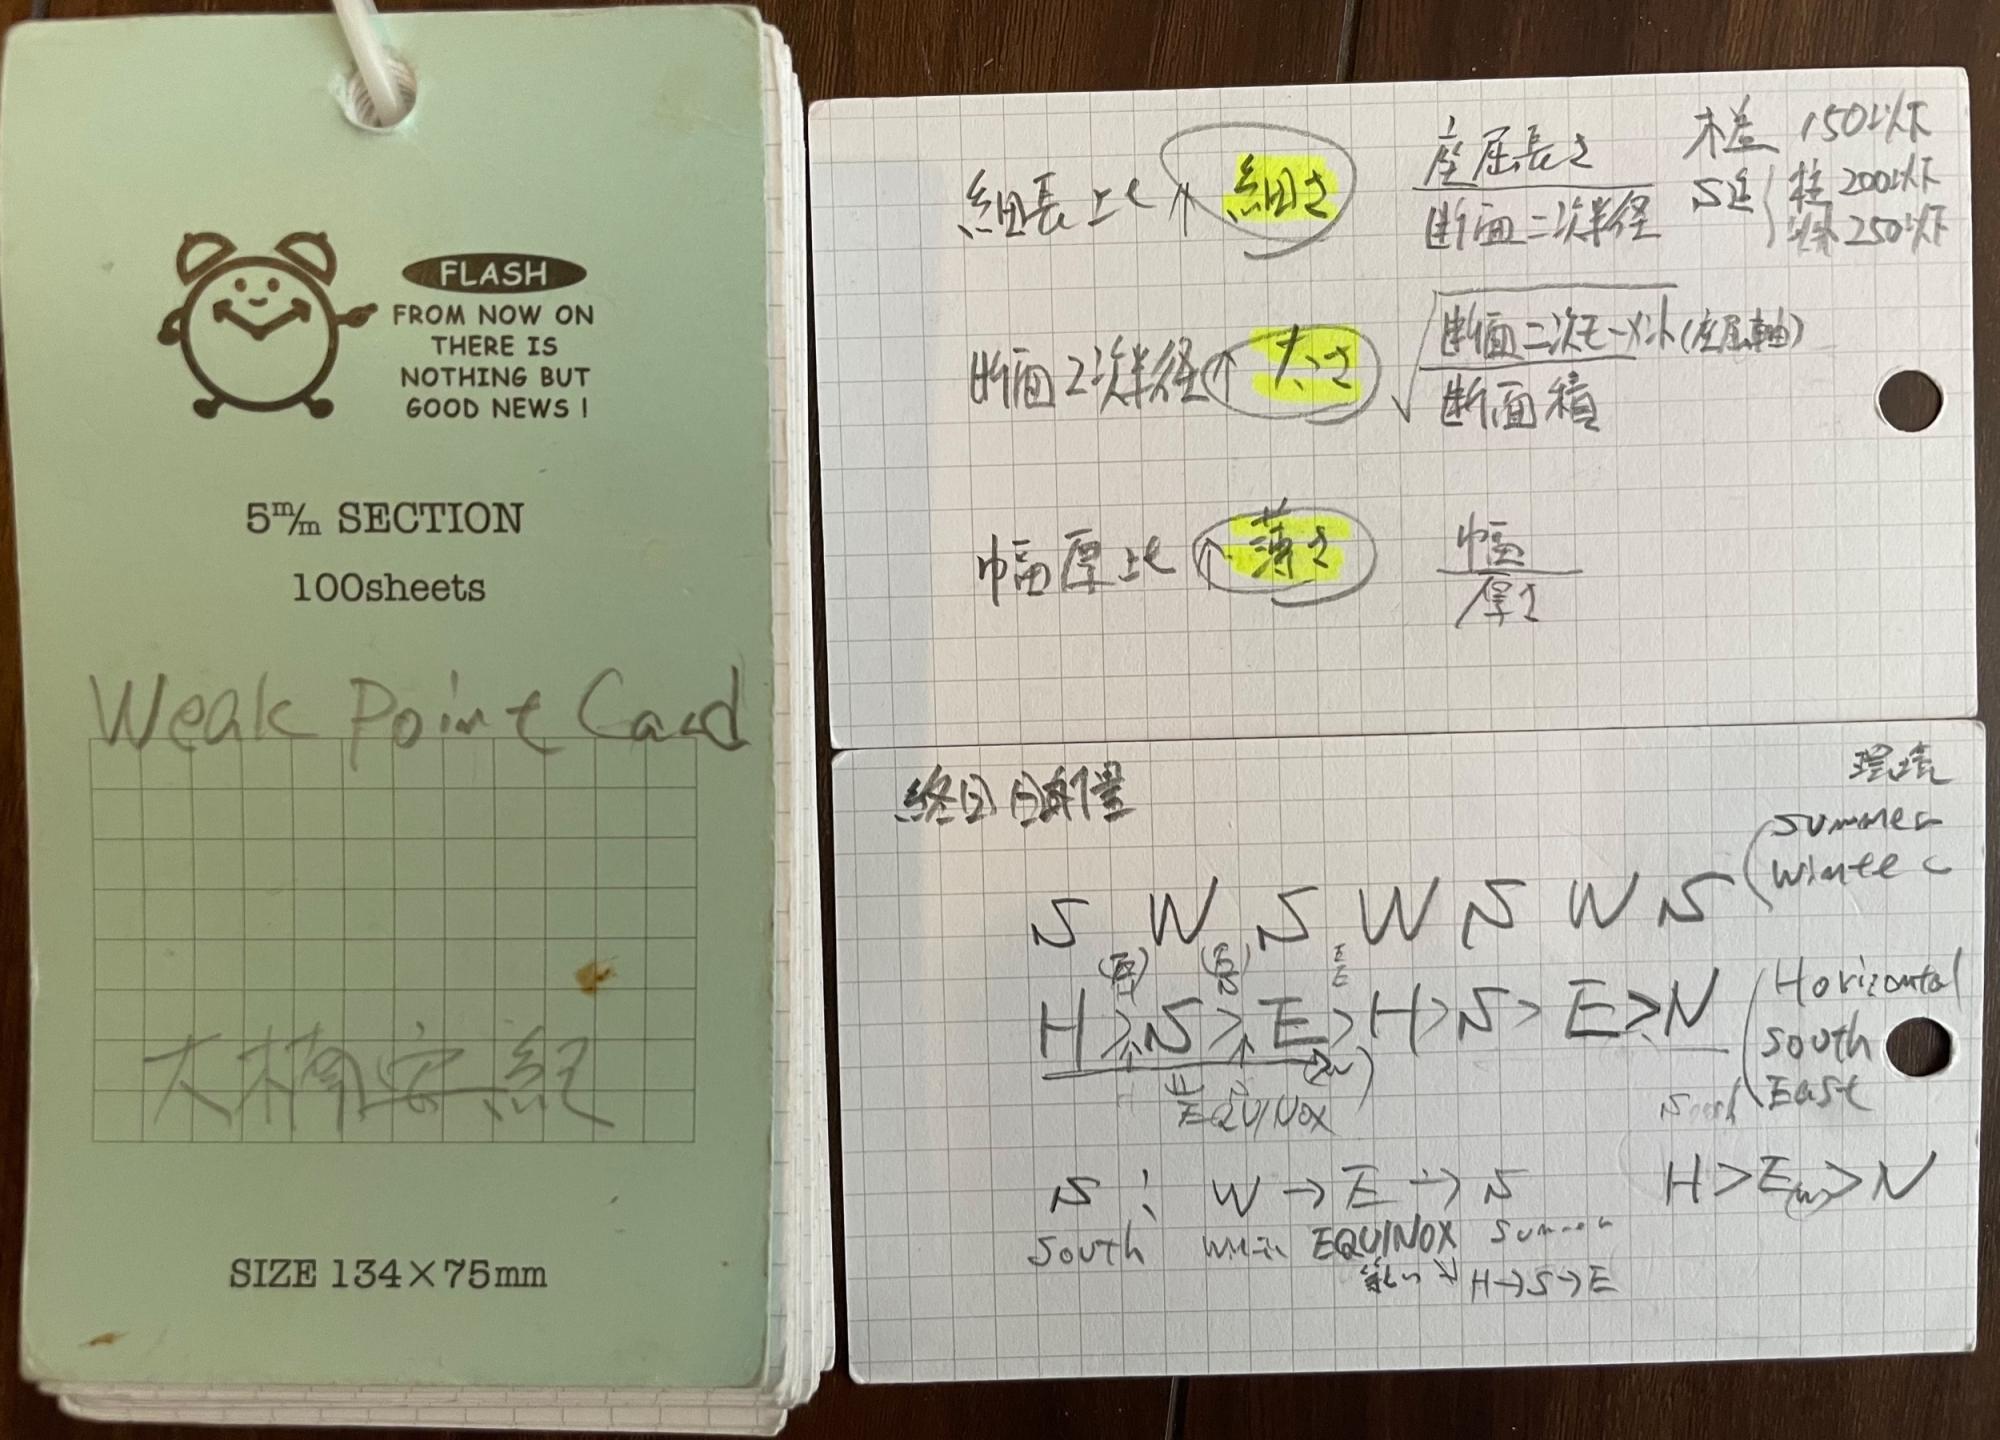 FLASH
FROM NOW ON
THERE IS
NOTHING BUT
GOOD NEWS !
5m/m SECTION
100sheets
Weak Point Card
SIZE 134×75mm
細長比 ↑ 細さ 座屈長さ
断面二次半径
木造 150以下
S造 柱 200以下
250以下
断面2次半径 ↑ 大さ √ 断面二次モーメント(座屈軸)
断面積
幅厚比 ↑ 薄さ 幅
厚さ
環境
終日日射量
Summer
Winter
S W S W S W S
H > S > E > H > S > E > N
Horizontal
South
East
EQUINOX
S : W → E → S H > E(W) > N
South EQUINOX Summer
H→S→E